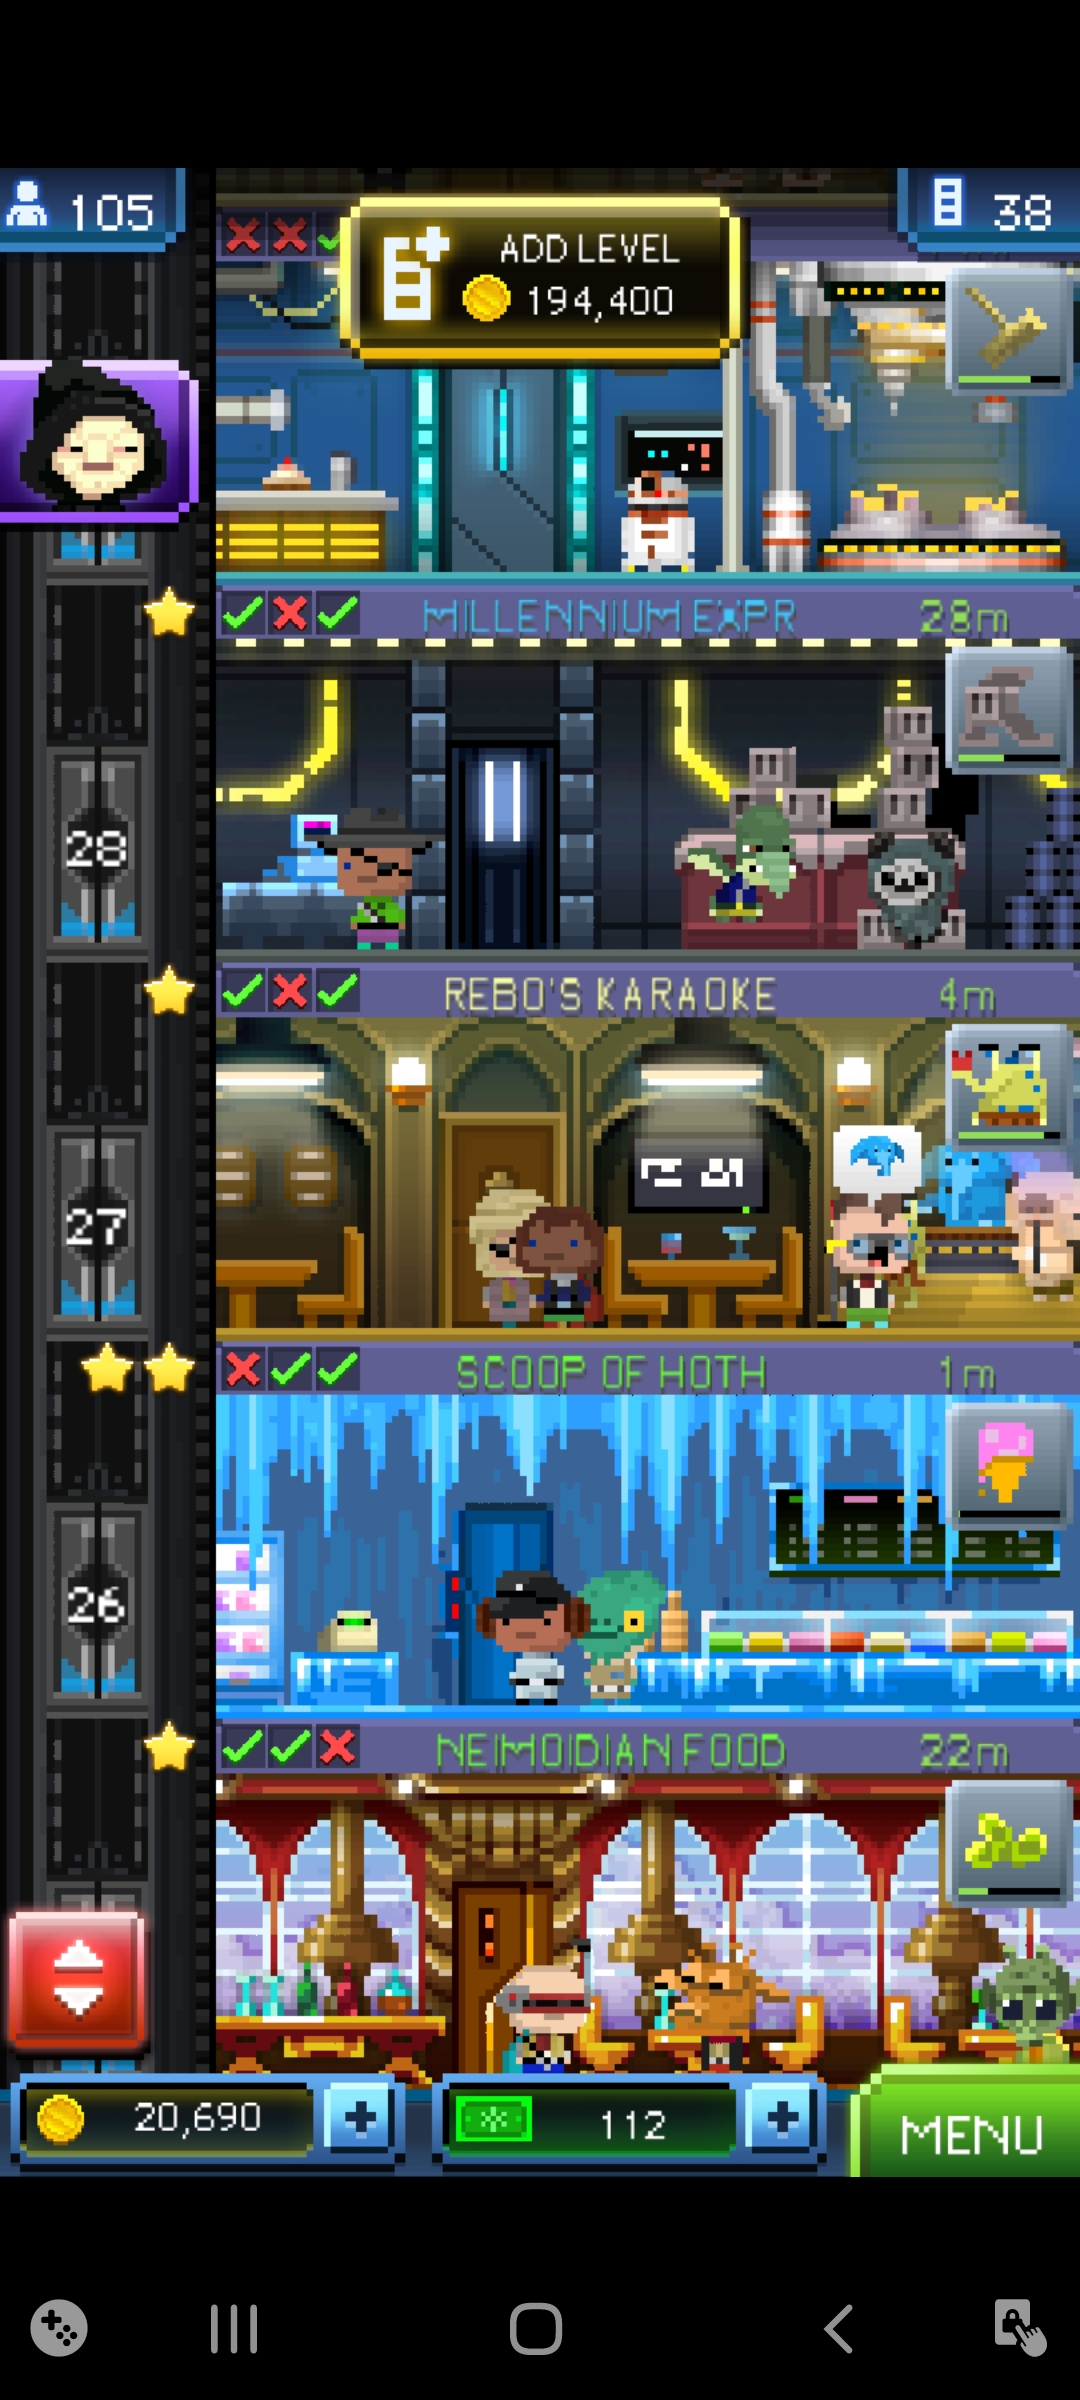 105
ADD LEVEL
194,400
38
MILLENNIUM EXPR 28m
28
REBO'S KARAOKE 4m
27
SCOOP OF HOTH 1m
26
NEIMOIDIAN FOOD 22m
20,690
112
MENU